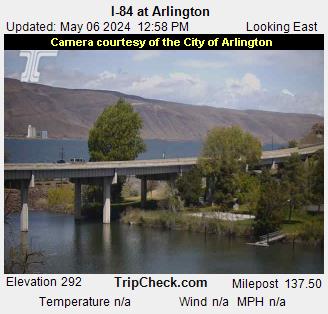 I-84 at Arlington
Updated: May 06 2024 12:58 PM Looking East
Camera courtesy of the City of Arlington
Elevation 292 TripCheck.com Milepost 137.50
Temperature n/a Wind n/a MPH n/a